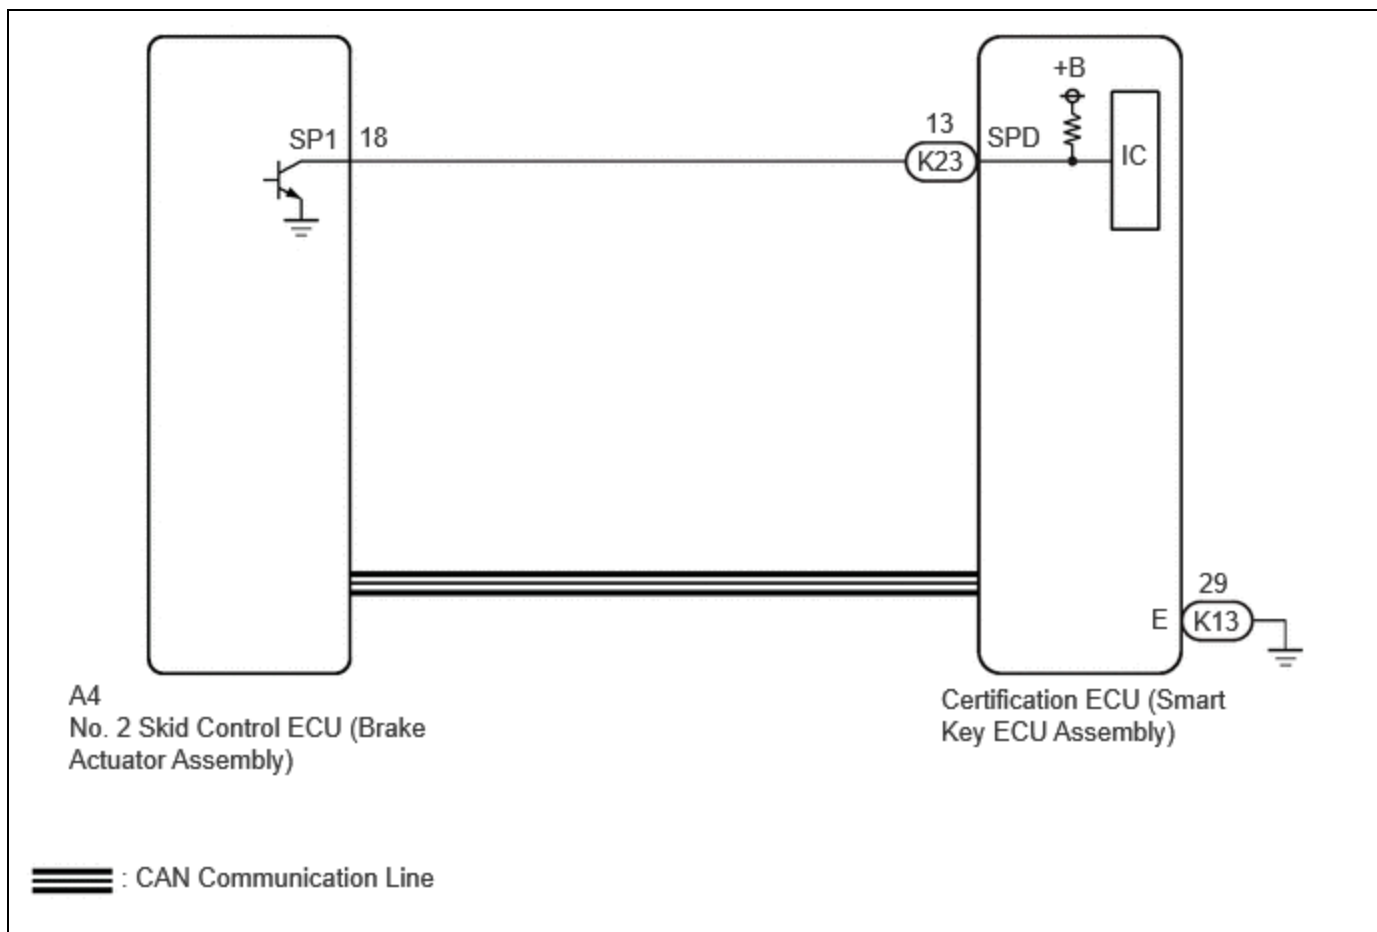 +B
13
SP1
18
SPD
K23
IC
29
E
K13
A4
No. 2 Skid Control ECU (Brake
Actuator Assembly)
Certification ECU (Smart
Key ECU Assembly)
: CAN Communication Line